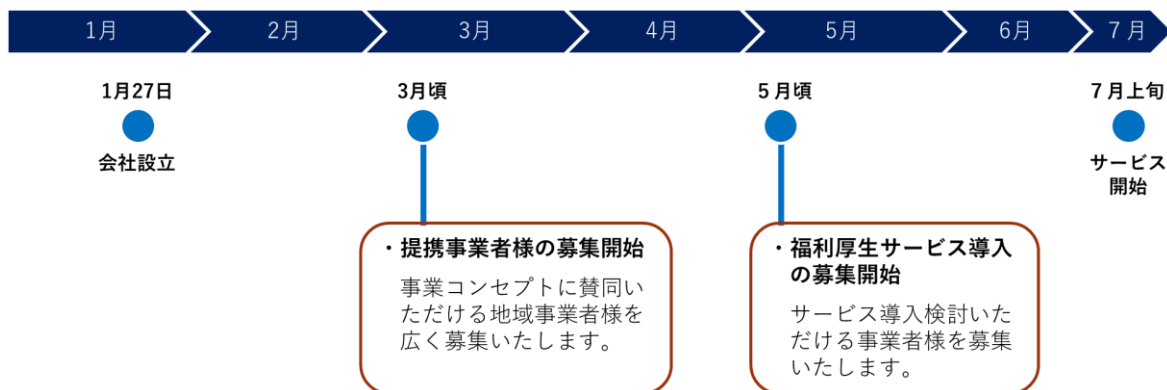 1月 2月 3月 4月 5月 6月 7月
1月27日
会社設立
3月頃
・提携事業者様の募集開始
事業コンセプトに賛同い
ただける地域事業者様を
広く募集いたします。
5月頃
・福利厚生サービス導入
の募集開始
サービス導入検討いた
だける事業者様を募集
いたします。
7月上旬
サービス
開始